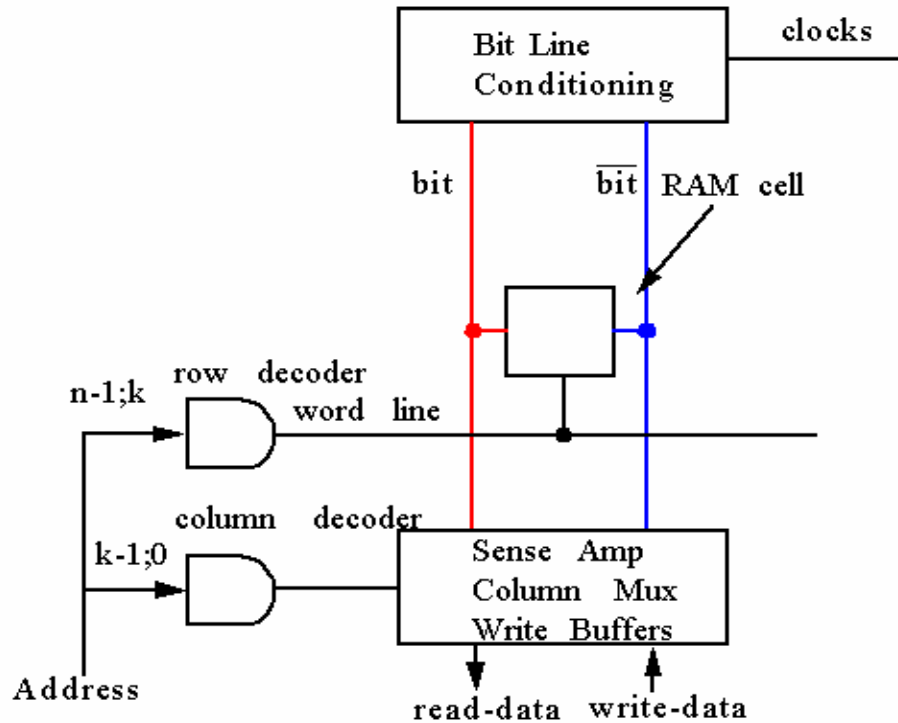 clocks
Bit Line
Conditioning
bit
b̅i̅t̅
RAM cell
row decoder
n-1;k
word line
column decoder
k-1;0
Sense Amp
Column Mux
Write Buffers
Address
read-data
write-data